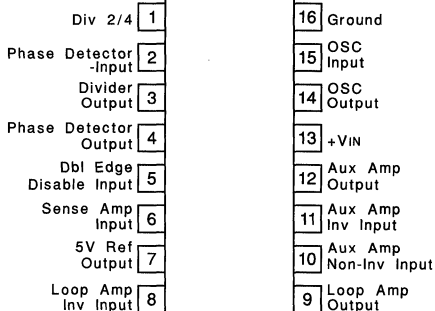 Div 2/4 1
Phase Detector
-Input 2
Divider
Output 3
Phase Detector
Output 4
Dbl Edge
Disable Input 5
Sense Amp
Input 6
5V Ref
Output 7
Loop Amp
Inv Input 8
16 Ground
OSC
15 Input
OSC
14 Output
13 +VIN
Aux Amp
12 Output
Aux Amp
11 Inv Input
Aux Amp
10 Non-Inv Input
Loop Amp
9 Output